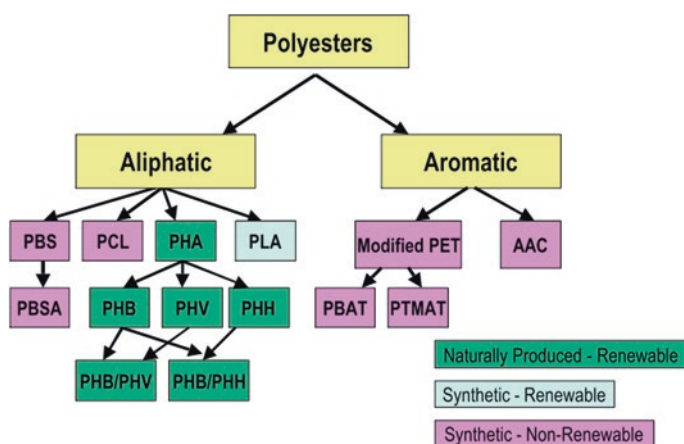 Polyesters
Aliphatic
Aromatic
PBS
PCL
PHA
PLA
Modified PET
AAC
PBSA
PHB
PHV
PHH
PBAT
PTMAT
PHB/PHV
PHB/PHH
Naturally Produced - Renewable
Synthetic - Renewable
Synthetic - Non-Renewable